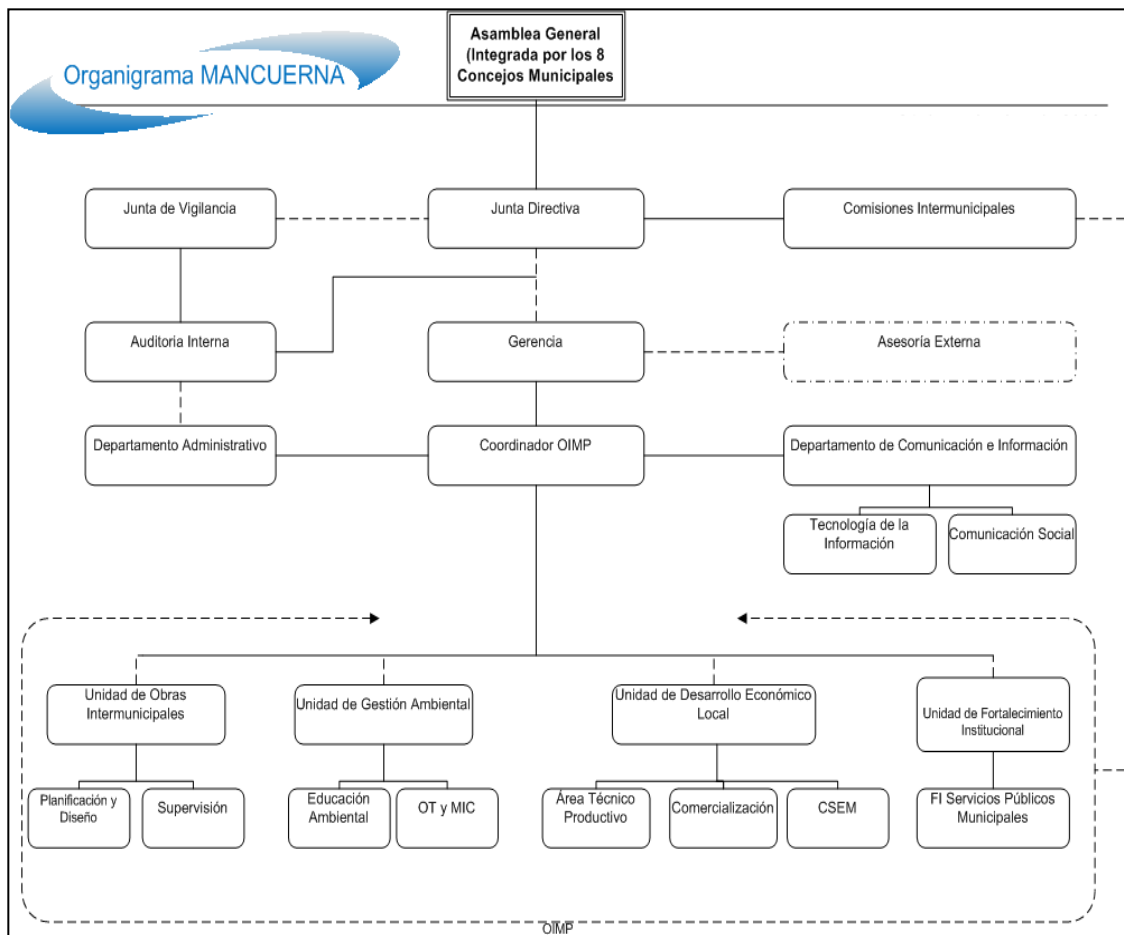 Asamblea General
(Integrada por los 8
Concejos Municipales
Organigrama MANCUERNA
Junta de Vigilancia
Junta Directiva
Comisiones Intermunicipales
Auditoria Interna
Gerencia
Asesoría Externa
Departamento Administrativo
Coordinador OIMP
Departamento de Comunicación e Información
Tecnología de la
Información
Comunicación Social
Unidad de Obras
Intermunicipales
Unidad de Gestión Ambiental
Unidad de Desarrollo Económico
Local
Unidad de Fortalecimiento
Institucional
Planificación y
Diseño
Supervisión
Educación
Ambiental
OT y MIC
Área Técnico
Productivo
Comercialización
CSEM
FI Servicios Públicos
Municipales
OIMP